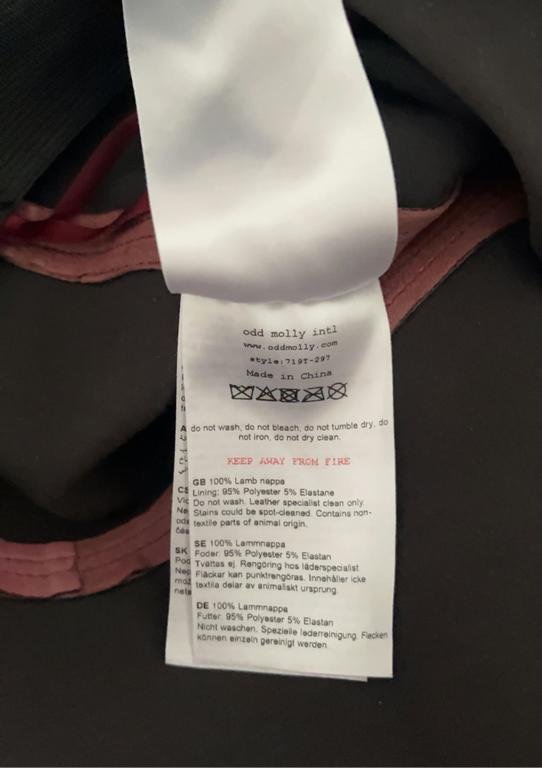 odd molly intl
www.oddmolly.com
style:719T-297
Made in China
do not wash, do not bleach, do not tumble dry, do
not iron, do not dry clean.
KEEP AWAY FROM FIRE
GB 100% Lamb nappa
Lining: 95% Polyester 5% Elastane
Do not wash. Leather specialist clean only.
Stains could be spot-cleaned. Contains non-
textile parts of animal origin.
SE 100% Lammnappa
Foder: 95% Polyester 5% Elastan
Tvättas ej. Rengöring hos läderspecialist.
Fläckar kan punktrengöras. Innehåller icke
textila delar av animaliskt ursprung.
DE 100% Lammnappa
Futter: 95% Polyester 5% Elastan
Nicht waschen. Spezielle lederreinigung. Flecken
können einzeln gereinigt werden.
CS
SK